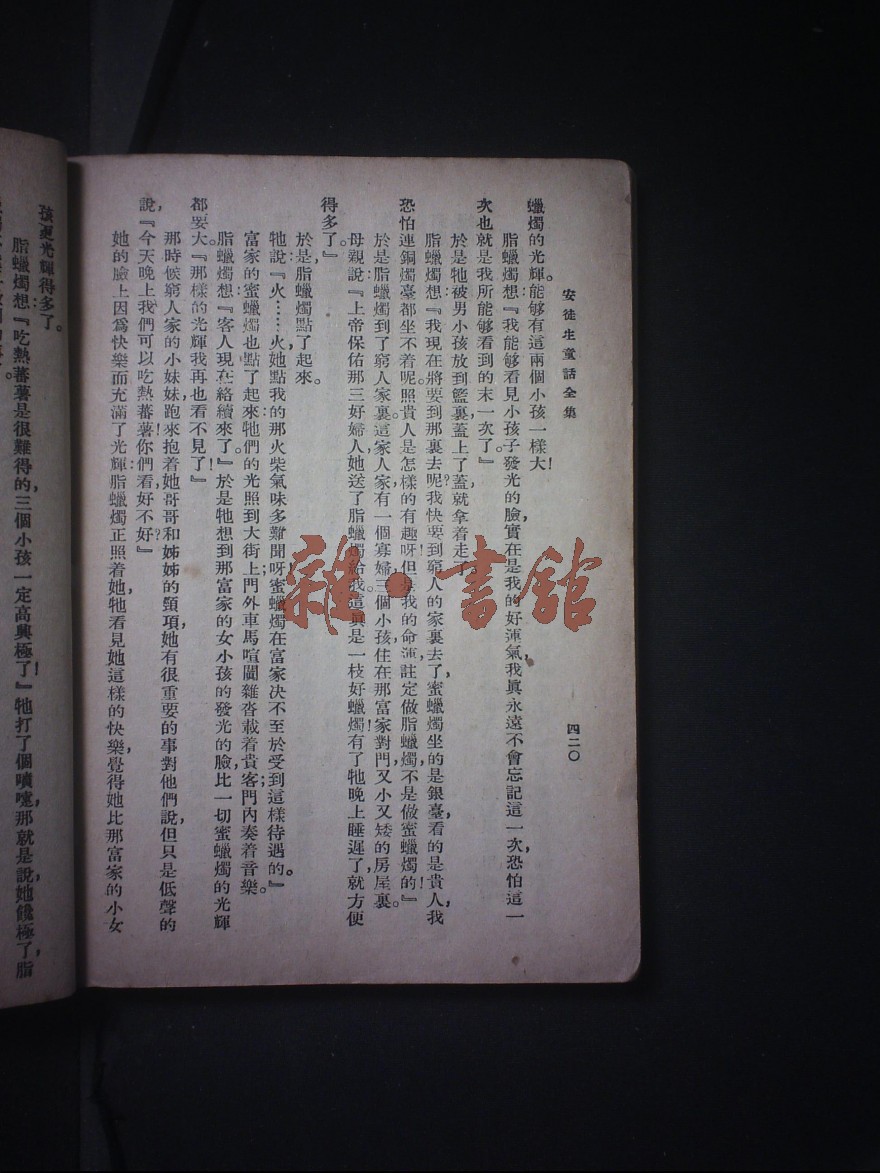 安徒生童話全集
四二〇
蠟燭的光輝能够有這兩個小孩一樣大!
脂蠟燭想:『我能够看見小孩子發光的臉,實在是我的好運氣,我眞永遠不會忘記這一次,恐怕這一
次也就是我所能够看到的末一次了。』
於是牠被男小孩放到籃裏,蓋上了蓋,就拿着走
脂蠟燭想:『我現在將要到那裏去呢?我快要到窮人的家裏去了,蜜蠟燭坐的是銀臺,看的是貴人,我
恐怕連銅燭臺都坐不着呢。照貴人是怎樣的有趣呀!但是我的命運註定做脂蠟燭,不是做蜜蠟燭的!』
於是脂蠟燭到了窮人家裏。這家人家有一個寡婦,三個小孩,住在那富家對門,又小又矮的房屋裏。
母親說:『上帝保佑那三好婦人,她送了脂蠟燭給我。這眞是一枝好蠟燭!有了牠,晚上睡遲了,就方便
得多了。』
於是,脂蠟燭點了起來。
牠說:『火……火她點我的那火柴氣味多難聞呀!蜜蠟燭在富家決不至於受到這樣待遇的。』
富家的蜜蠟燭也點了起來,牠們的光照到大街上,門外車馬喧闐雜沓,載着貴客;門內奏着音樂。
脂蠟燭想:『客人現在絡續來了。』於是牠想到那富家的女小孩的發光的臉,比一切蜜蠟燭的光輝
都要大。『那樣的光輝我再也看不見了!』
那時候,窮人家的小妹妹跑來,抱着她哥哥和姊姊的頸項,她有很重要的事對他們說,但只是低聲的
說:『今天晚上我們可以吃熱蕃薯!你們看好不好?』
她的臉上因爲快樂而充滿了光輝:脂蠟燭正照着她,牠看見她這樣的快樂,覺得她比那富家的小女
孩更光輝得多了。
脂蠟燭想:『吃熱蕃薯是很難得的,三個小孩一定高興極了!』牠打了個噴嚏,那就是說她饞極了,脂
雜·書館